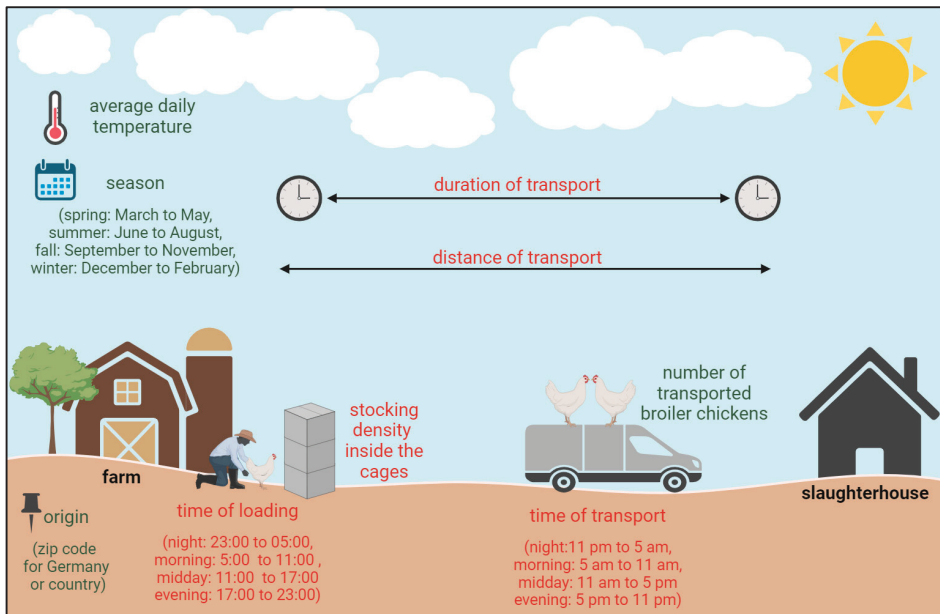 average daily
temperature
season
(spring: March to May,
summer: June to August,
fall: September to November,
winter: December to February)
duration of transport
distance of transport
number of
transported
broiler chickens
stocking
density
inside the
cages
farm
slaughterhouse
origin
(zip code
for Germany
or country)
time of loading
(night: 23:00 to 05:00,
morning: 5:00 to 11:00 ,
midday: 11:00 to 17:00
evening: 17:00 to 23:00)
time of transport
(night:11 pm to 5 am,
morning: 5 am to 11 am,
midday: 11 am to 5 pm
evening: 5 pm to 11 pm)